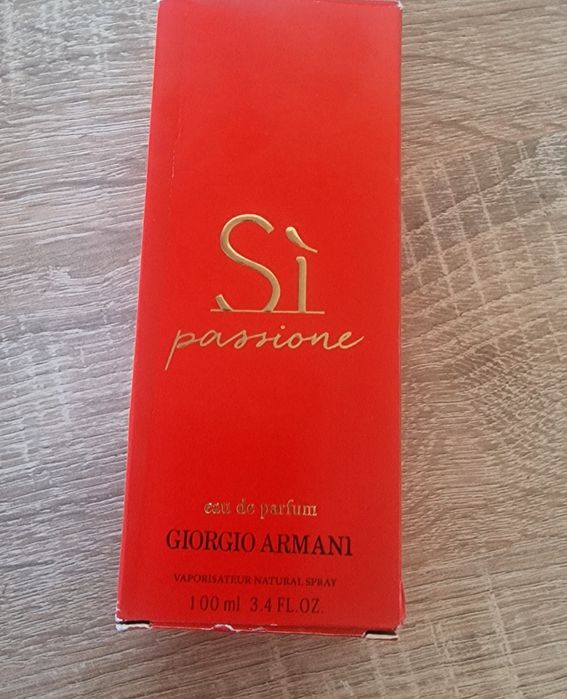 Sì
passione
eau de parfum
GIORGIO ARMANI
VAPORISATEUR NATURAL SPRAY
100 ml 3.4 FL.OZ.